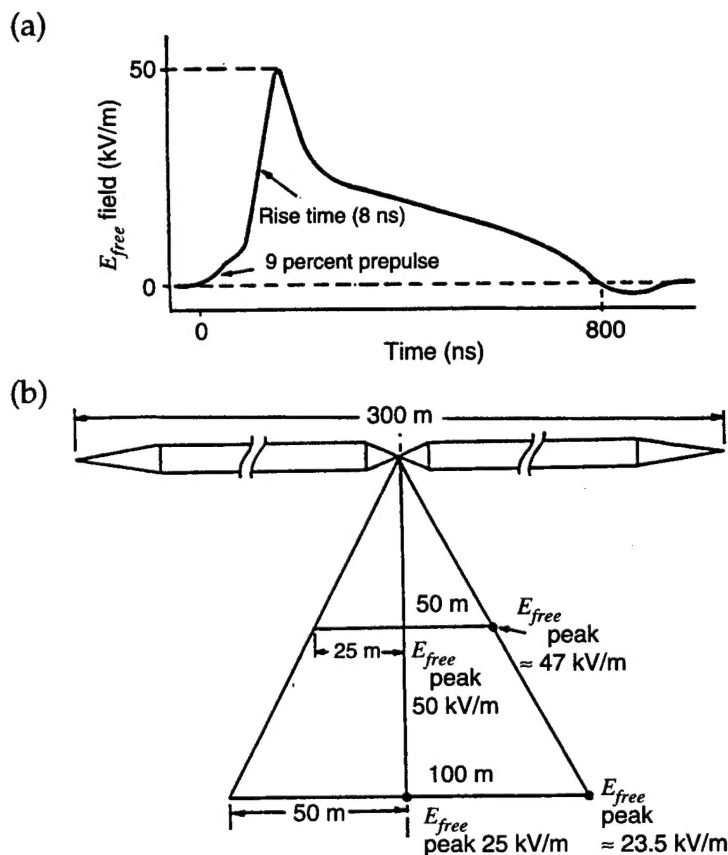 (a)
50
E_free field (kV/m)
Rise time (8 ns)
9 percent prepulse
0
0
800
Time (ns)
(b)
300 m
50 m
E_free
peak
≈ 47 kV/m
25 m
E_free
peak
50 kV/m
100 m
50 m
E_free
peak 25 kV/m
E_free
peak
≈ 23.5 kV/m